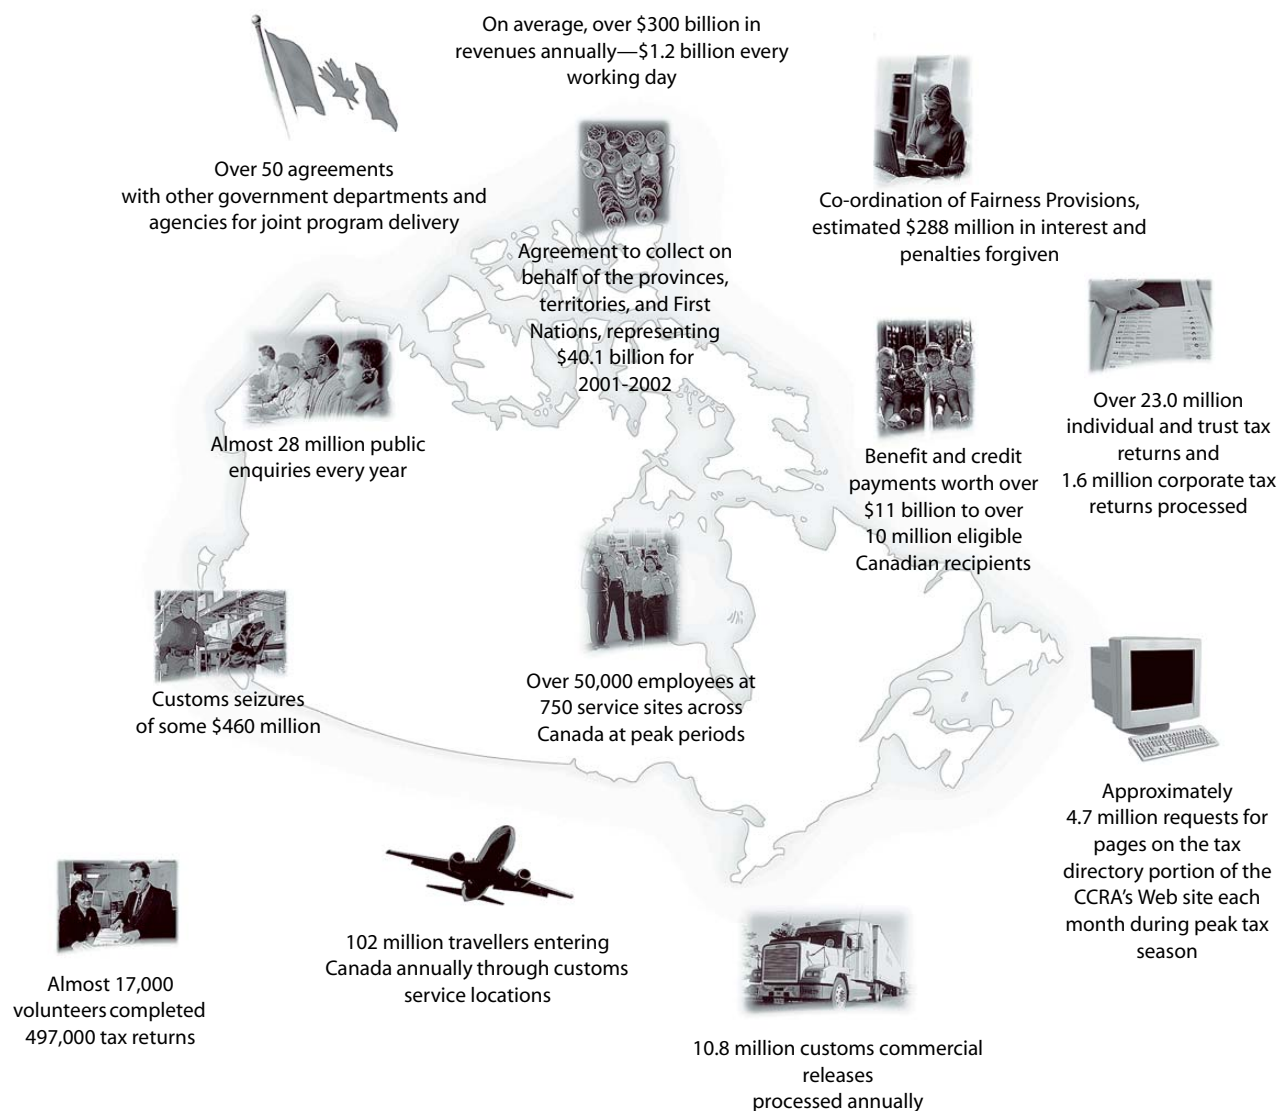 On average, over $300 billion in
revenues annually—$1.2 billion every
working day
Over 50 agreements
with other government departments and
agencies for joint program delivery
Co-ordination of Fairness Provisions,
estimated $288 million in interest and
penalties forgiven
Agreement to collect on
behalf of the provinces,
territories, and First
Nations, representing
$40.1 billion for
2001-2002
Over 23.0 million
individual and trust tax
returns and
1.6 million corporate tax
returns processed
Almost 28 million public
enquiries every year
Benefit and credit
payments worth over
$11 billion to over
10 million eligible
Canadian recipients
Customs seizures
of some $460 million
Over 50,000 employees at
750 service sites across
Canada at peak periods
Approximately
4.7 million requests for
pages on the tax
directory portion of the
CCRA’s Web site each
month during peak tax
season
Almost 17,000
volunteers completed
497,000 tax returns
102 million travellers entering
Canada annually through customs
service locations
10.8 million customs commercial
releases
processed annually